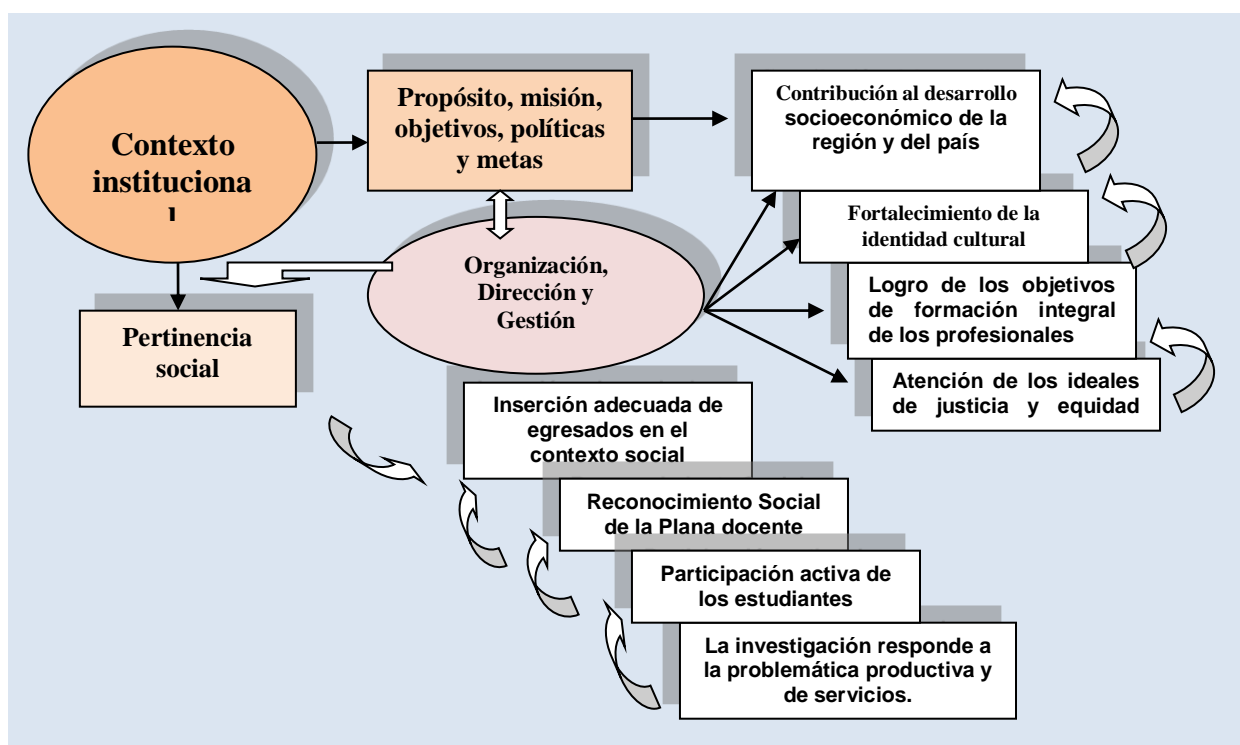 Contexto
instituciona
l
Propósito, misión,
objetivos, políticas
y metas
Contribución al desarrollo
socioeconómico de la
región y del país
Fortalecimiento de la
identidad cultural
Organización,
Dirección y
Gestión
Logro de los objetivos
de formación integral
de los profesionales
Pertinencia
social
Atención de los ideales
de justicia y equidad
Inserción adecuada de
egresados en el
contexto social
Reconocimiento Social
de la Plana docente
Participación activa de
los estudiantes
La investigación responde a
la problemática productiva y
de servicios.